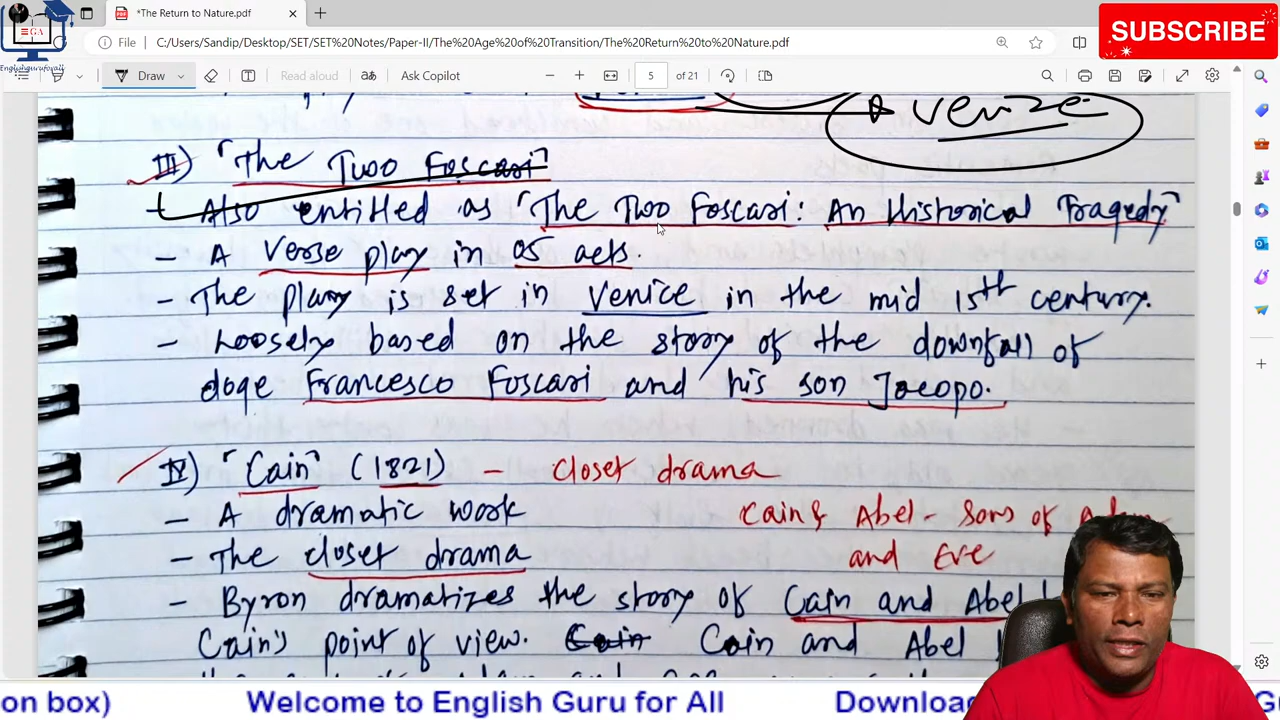 *The Return to Nature.pdf
SUBSCRIBE
EGA
Englishguruforall
File
C:/Users/Sandip/Desktop/SET/SET%20Notes/Paper-II/The%20Age%20of%20Transition/The%20Return%20to%20Nature.pdf
Draw
Read aloud
Ask Copilot
5 of 21
Venize
III) "The Two Foscari"
Also entitled as "The Two Foscari: An Historical Tragedy"
- A verse play in 05 acts.
- The play is set in Venice in the mid 15th century.
- Loosely based on the story of the downfall of
doge Francesco Foscari and his son Jacopo.
IV) "Cain" (1821) - closet drama
- A dramatic work
Cain & Abel - Sons of
- The closet drama
and Eve
- Byron dramatizes the story of Cain and Abel
Cain's point of view. Cain Cain and Abel
on box)
Welcome to English Guru for All
Download